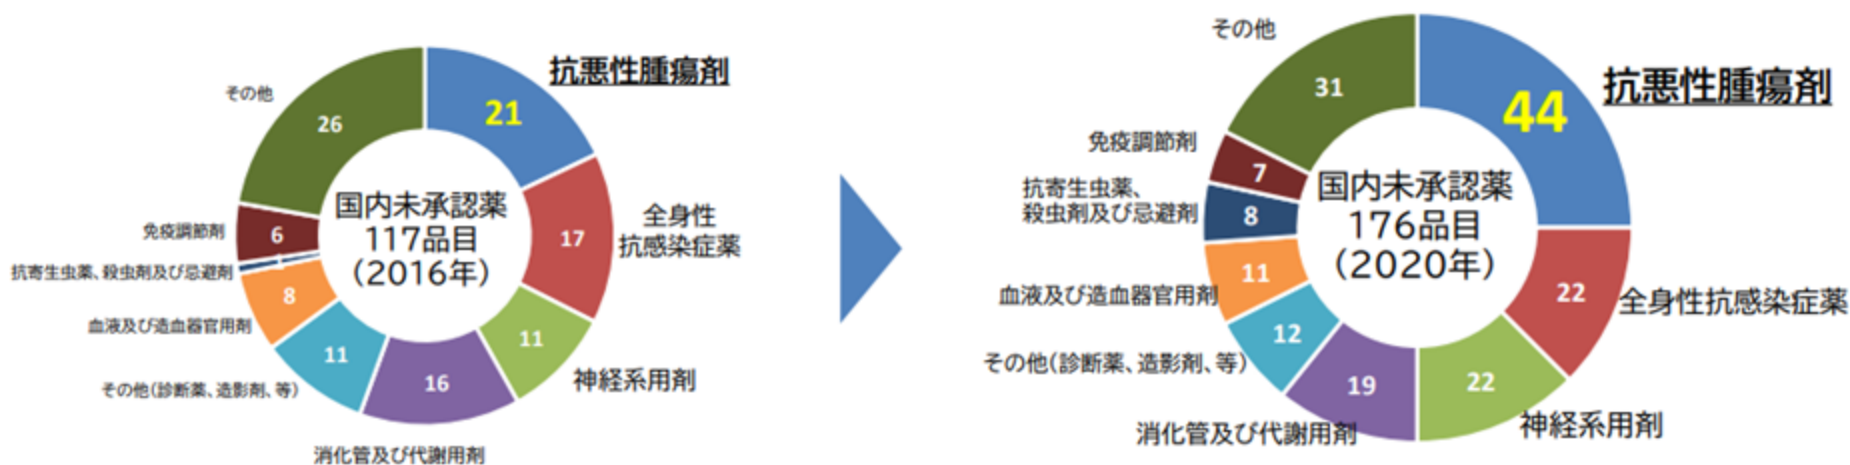 その他
26
抗悪性腫瘍剤
21
国内未承認薬
117品目
（2016年）
全身性
抗感染症薬
17
免疫調節剤
6
抗寄生虫薬、殺虫剤及び忌避剤
1
血液及び造血器官用剤
8
その他（診断薬、造影剤、等）
11
消化管及び代謝用剤
16
神経系用剤
11
その他
31
抗悪性腫瘍剤
44
国内未承認薬
176品目
（2020年）
免疫調節剤
7
抗寄生虫薬、
殺虫剤及び忌避剤
8
血液及び造血器官用剤
11
その他（診断薬、造影剤、等）
12
消化管及び代謝用剤
19
神経系用剤
22
全身性抗感染症薬
22